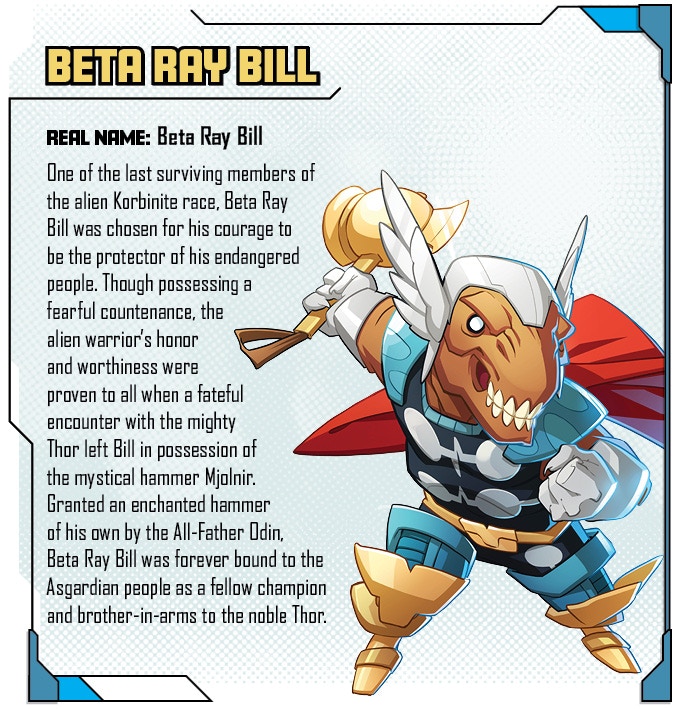 BETA RAY BILL
REAL NAME: Beta Ray Bill
One of the last surviving members of
the alien Korbinite race, Beta Ray
Bill was chosen for his courage to
be the protector of his endangered
people. Though possessing a
fearful countenance, the
alien warrior's honor
and worthiness were
proven to all when a fateful
encounter with the mighty
Thor left Bill in possession of
the mystical hammer Mjolnir.
Granted an enchanted hammer
of his own by the All-Father Odin,
Beta Ray Bill was forever bound to the
Asgardian people as a fellow champion
and brother-in-arms to the noble Thor.